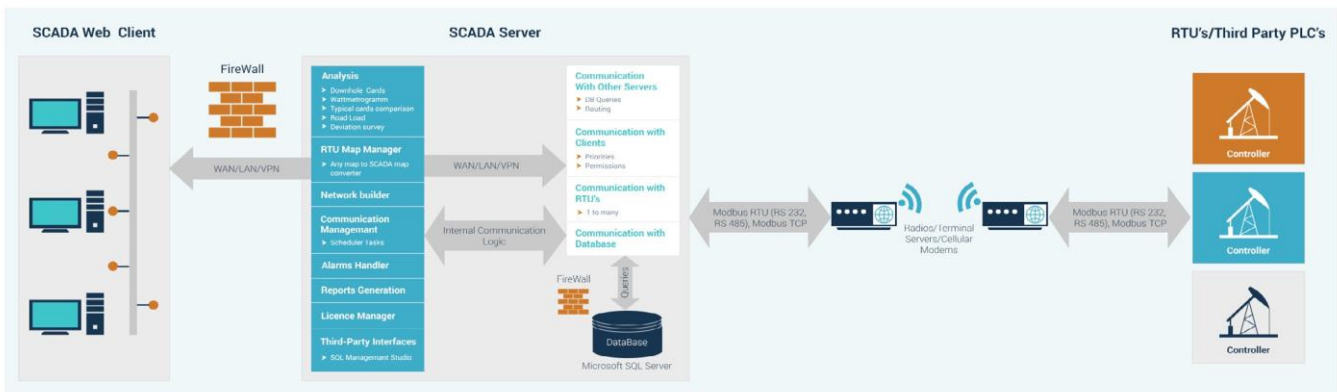 SCADA Web Client
SCADA Server
RTU's/Third Party PLC's
FireWall
WAN/LAN/VPN
Analysis
➤ Downhole Cards
➤ Wattmetrogramm
➤ Typical cards comparison
➤ Road Load
➤ Deviation survey
RTU Map Manager
➤ Any map to SCADA map
converter
Network builder
Communication
Management
➤ Scheduler Tasks
Alarms Handler
Reports Generation
Licence Manager
Third-Party Interfaces
➤ SQL Management Studio
WAN/LAN/VPN
Internal Communication
Logic
Communication
With Other Servers
➤ DB Queries
➤ Routing
Communication with
Clients
➤ Priorities
➤ Permissions
Communication with
RTU's
➤ 1 to many
Communication with
Database
FireWall
Queries
DataBase
Microsoft SQL Server
Modbus RTU (RS 232,
RS 485), Modbus TCP
Radios/Terminal
Servers/Cellular
Modems
Modbus RTU (RS 232,
RS 485), Modbus TCP
Controller
Controller
Controller